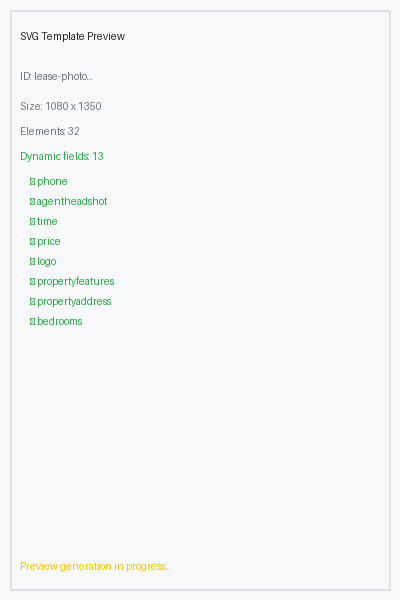 SVG Template Preview
ID: lease-photo...
Size: 1080 x 1350
Elements: 32
Dynamic fields: 13
phone
agentheadshot
time
price
logo
propertyfeatures
propertyaddress
bedrooms
Preview generation in progress...